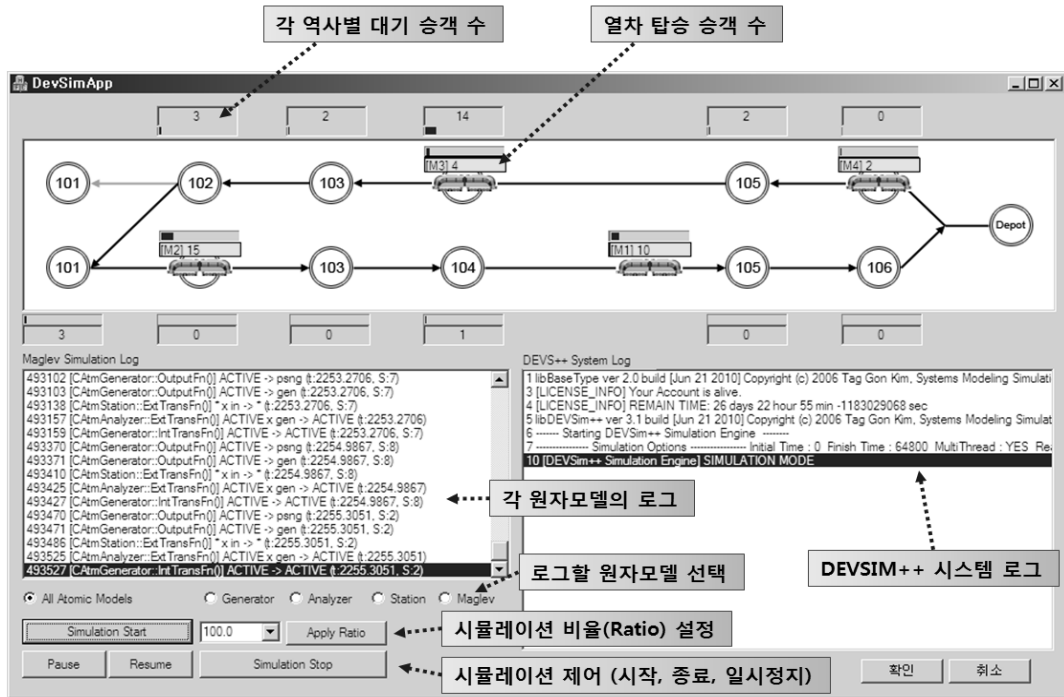 각 역사별 대기 승객 수
열차 탑승 승객 수
DevSimApp
3
2
14
2
0
[M3] 4
[M4] 2
101
102
103
105
Depot
[M2] 15
[M1] 10
101
103
104
105
106
3
0
0
1
0
0
Maglev Simulation Log
493102 [CAtmGenerator::OutputFn()] ACTIVE -> psng (t:2253.2706, S:7)
493103 [CAtmGenerator::OutputFn()] ACTIVE -> gen (t:2253.2706, S:7)
493138 [CAtmStation::ExtTransFn()] * x in -> * (t:2253.2706, S:7)
493157 [CAtmAnalyzer::ExtTransFn()] ACTIVE x gen -> ACTIVE (t:2253.2706)
493159 [CAtmGenerator::IntTransFn()] ACTIVE -> ACTIVE (t:2253.2706, S:7)
493370 [CAtmGenerator::OutputFn()] ACTIVE -> psng (t:2254.9867, S:8)
493371 [CAtmGenerator::OutputFn()] ACTIVE -> gen (t:2254.9867, S:8)
493410 [CAtmStation::ExtTransFn()] * x in -> * (t:2254.9867, S:8)
493425 [CAtmAnalyzer::ExtTransFn()] ACTIVE x gen -> ACTIVE (t:2254.9867)
493427 [CAtmGenerator::IntTransFn()] ACTIVE -> ACTIVE (t:2254.9867, S:8)
493470 [CAtmGenerator::OutputFn()] ACTIVE -> psng (t:2255.3051, S:2)
493471 [CAtmGenerator::OutputFn()] ACTIVE -> gen (t:2255.3051, S:2)
493486 [CAtmStation::ExtTransFn()] * x in -> * (t:2255.3051, S:2)
493525 [CAtmAnalyzer::ExtTransFn()] ACTIVE x gen -> ACTIVE (t:2255.3051)
493527 [CAtmGenerator::IntTransFn()] ACTIVE -> ACTIVE (t:2255.3051, S:2)
DEVS++ System Log
1 libBaseType ver 2.0 build [Jun 21 2010] Copyright (c) 2006 Tag Gon Kim, Systems Modeling Simulati
3 [LICENSE_INFO] Your Account is alive.
4 [LICENSE_INFO] REMAIN TIME: 26 days 22 hour 55 min -1183029068 sec
5 libDEVSim++ ver 3.1 build [Jun 21 2010] Copyright (c) 2006 Tag Gon Kim, Systems Modeling Simulat
6 ------- Starting DEVSim++ Simulation Engine -------
7 -------------- Simulation Options -------------- Initial Time : 0 Finish Time : 64800 MultiThread : YES Rea
10 [DEVSim++ Simulation Engine] SIMULATION MODE
각 원자모델의 로그
로그할 원자모델 선택
DEVSIM++ 시스템 로그
All Atomic Models
Generator
Analyzer
Station
Maglev
Simulation Start
100.0
Apply Ratio
시뮬레이션 비율(Ratio) 설정
Pause
Resume
Simulation Stop
시뮬레이션 제어 (시작, 종료, 일시정지)
확인
취소